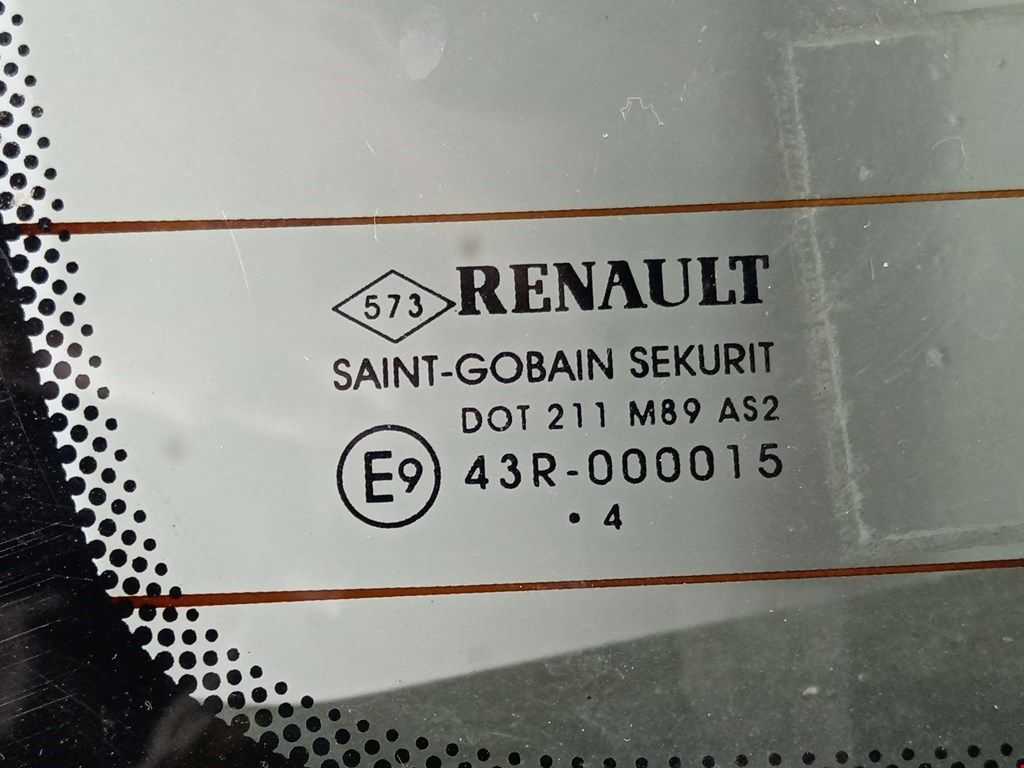 573 RENAULT
SAINT-GOBAIN SEKURIT
DOT 211 M89 AS2
E9 43R-000015
• 4